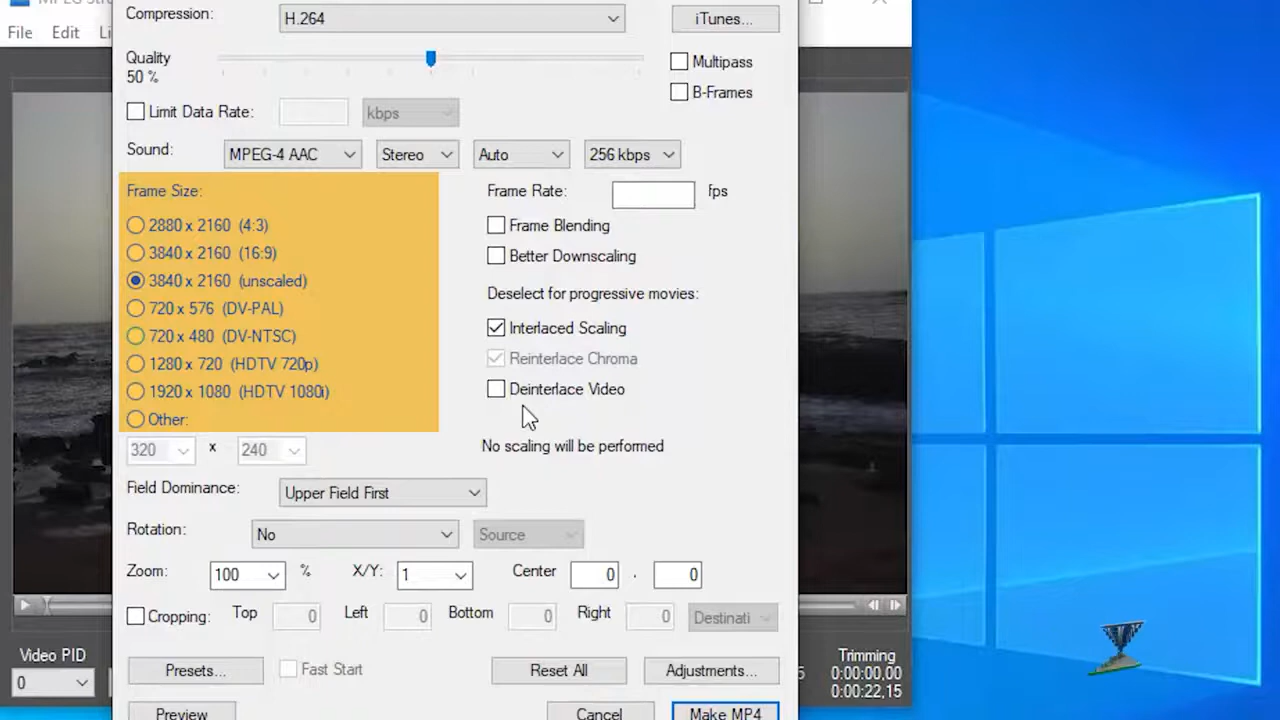 MPEG Str
File Edit Li
Compression: H.264 iTunes...
Quality
50 %
Multipass
B-Frames
Limit Data Rate: kbps
Sound: MPEG-4 AAC Stereo Auto 256 kbps
Frame Size:
2880 x 2160 (4:3)
3840 x 2160 (16:9)
3840 x 2160 (unscaled)
720 x 576 (DV-PAL)
720 x 480 (DV-NTSC)
1280 x 720 (HDTV 720p)
1920 x 1080 (HDTV 1080i)
Other:
320 x 240
Frame Rate: fps
Frame Blending
Better Downscaling
Deselect for progressive movies:
Interlaced Scaling
Reinterlace Chroma
Deinterlace Video
No scaling will be performed
Field Dominance: Upper Field First
Rotation: No Source
Zoom: 100 % X/Y: 1 Center 0 . 0
Cropping: Top 0 Left 0 Bottom 0 Right 0 Destinati
Presets... Fast Start Reset All Adjustments...
Preview Cancel Make MP4
Video PID
0
Trimming
5 0:00:00,00
0:00:22,15